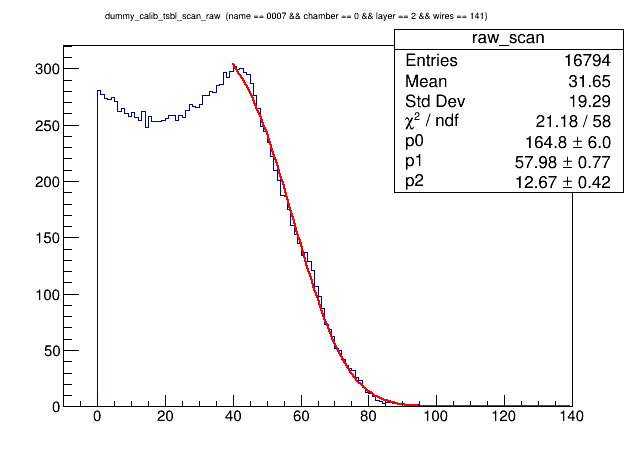 dummy_calib_tsbl_scan_raw (name == 0007 && chamber == 0 && layer == 2 && wires == 141)
raw_scan
Entries 16794
Mean 31.65
Std Dev 19.29
χ² / ndf 21.18 / 58
p0 164.8 ± 6.0
p1 57.98 ± 0.77
p2 12.67 ± 0.42
300
250
200
150
100
50
0
0 20 40 60 80 100 120 140